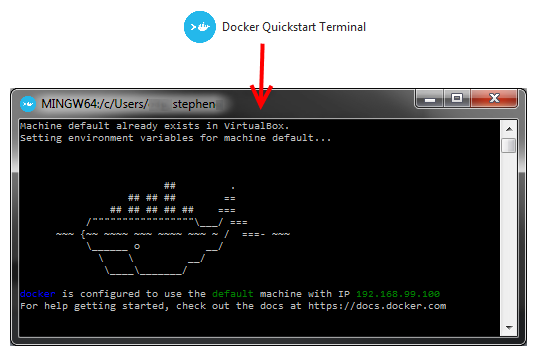 Docker Quickstart Terminal
MINGW64:/c/Users/ stephen
Machine default already exists in VirtualBox.
Setting environment variables for machine default...
                        ##         .
                  ## ## ##        ==
               ## ## ## ## ##    ===
           /"""""""""""""""""\___/ ===
      ~~~ {~~ ~~~~ ~~~ ~~~~ ~~~ ~ /  ===- ~~~
           \______ o           __/
             \    \         __/
              \____\_______/
docker is configured to use the default machine with IP 192.168.99.100
For help getting started, check out the docs at https://docs.docker.com